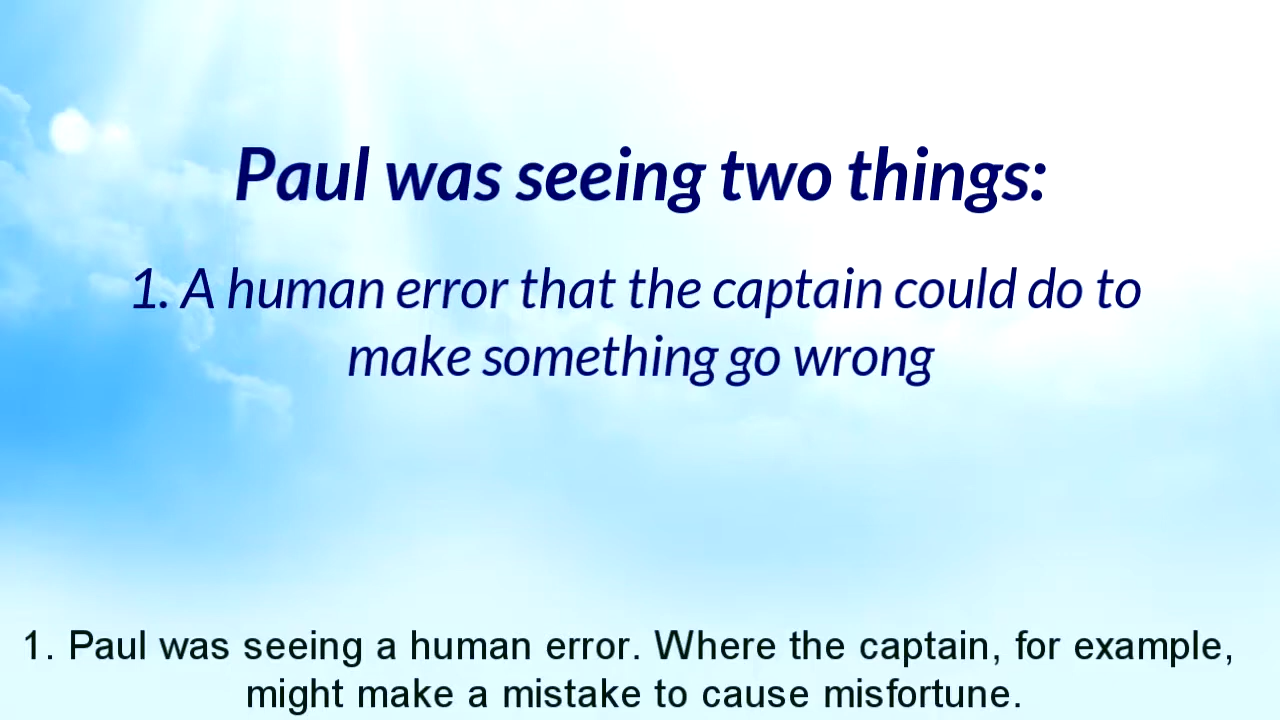 Paul was seeing two things:
1. A human error that the captain could do to
make something go wrong
1. Paul was seeing a human error. Where the captain, for example,
might make a mistake to cause misfortune.